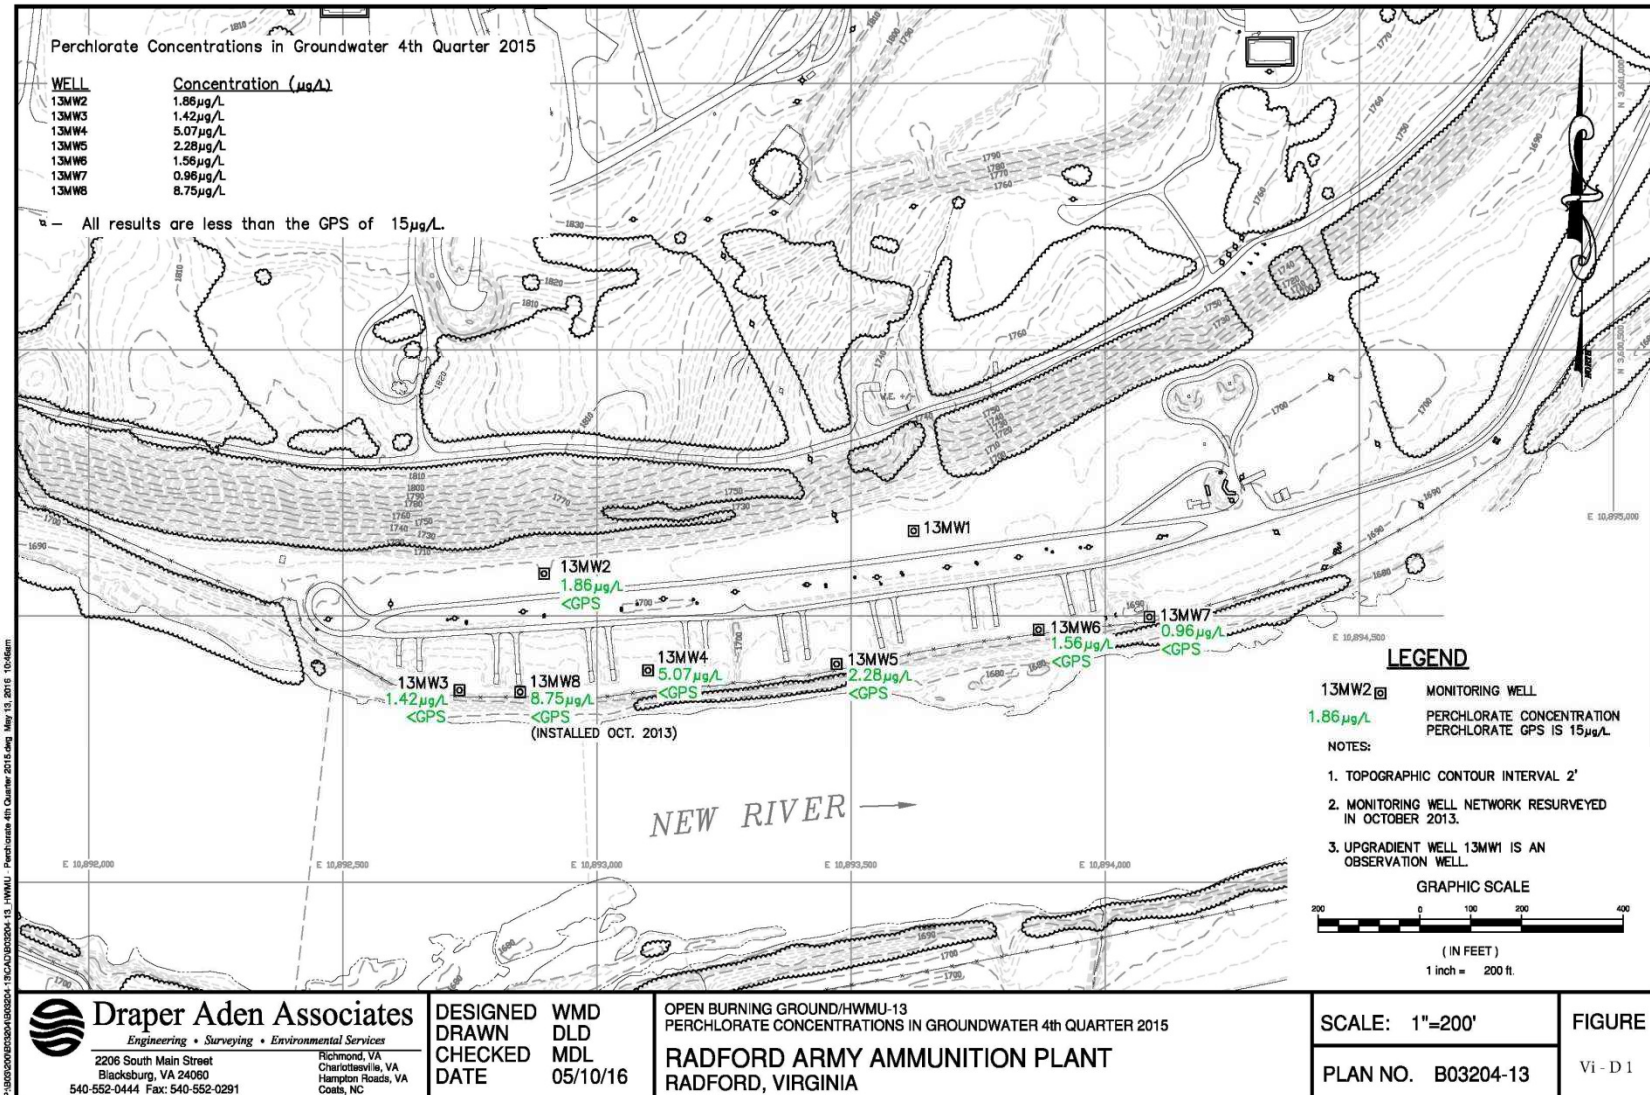 Perchlorate Concentrations in Groundwater 4th Quarter 2015
WELL Concentration (µg/L)
13MW2 1.86µg/L
13MW3 1.42µg/L
13MW4 5.07µg/L
13MW5 2.28µg/L
13MW6 1.56µg/L
13MW7 0.96µg/L
13MW8 8.75µg/L
– All results are less than the GPS of 15µg/L.
13MW1
13MW2
1.86µg/L
<GPS
13MW3
1.42µg/L
<GPS
13MW8
8.75µg/L
<GPS
(INSTALLED OCT. 2013)
13MW4
5.07µg/L
<GPS
13MW5
2.28µg/L
<GPS
13MW6
1.56µg/L
<GPS
13MW7
0.96µg/L
<GPS
NEW RIVER
E 10,892,000
E 10,892,500
E 10,893,000
E 10,893,500
E 10,894,000
E 10,894,500
E 10,895,000
N 3,601,000
N 3,600,500
NORTH
LEGEND
13MW2 MONITORING WELL
1.86µg/L PERCHLORATE CONCENTRATION
PERCHLORATE GPS IS 15µg/L
NOTES:
1. TOPOGRAPHIC CONTOUR INTERVAL 2'
2. MONITORING WELL NETWORK RESURVEYED
IN OCTOBER 2013.
3. UPGRADIENT WELL 13MW1 IS AN
OBSERVATION WELL.
GRAPHIC SCALE
200 0 100 200 400
( IN FEET )
1 inch = 200 ft.
Draper Aden Associates
Engineering • Surveying • Environmental Services
2206 South Main Street
Blacksburg, VA 24060
540-552-0444 Fax: 540-552-0291
Richmond, VA
Charlottesville, VA
Hampton Roads, VA
Coats, NC
DESIGNED WMD
DRAWN DLD
CHECKED MDL
DATE 05/10/16
OPEN BURNING GROUND/HWMU-13
PERCHLORATE CONCENTRATIONS IN GROUNDWATER 4th QUARTER 2015
RADFORD ARMY AMMUNITION PLANT
RADFORD, VIRGINIA
SCALE: 1"=200'
PLAN NO. B03204-13
FIGURE
Vi - D 1